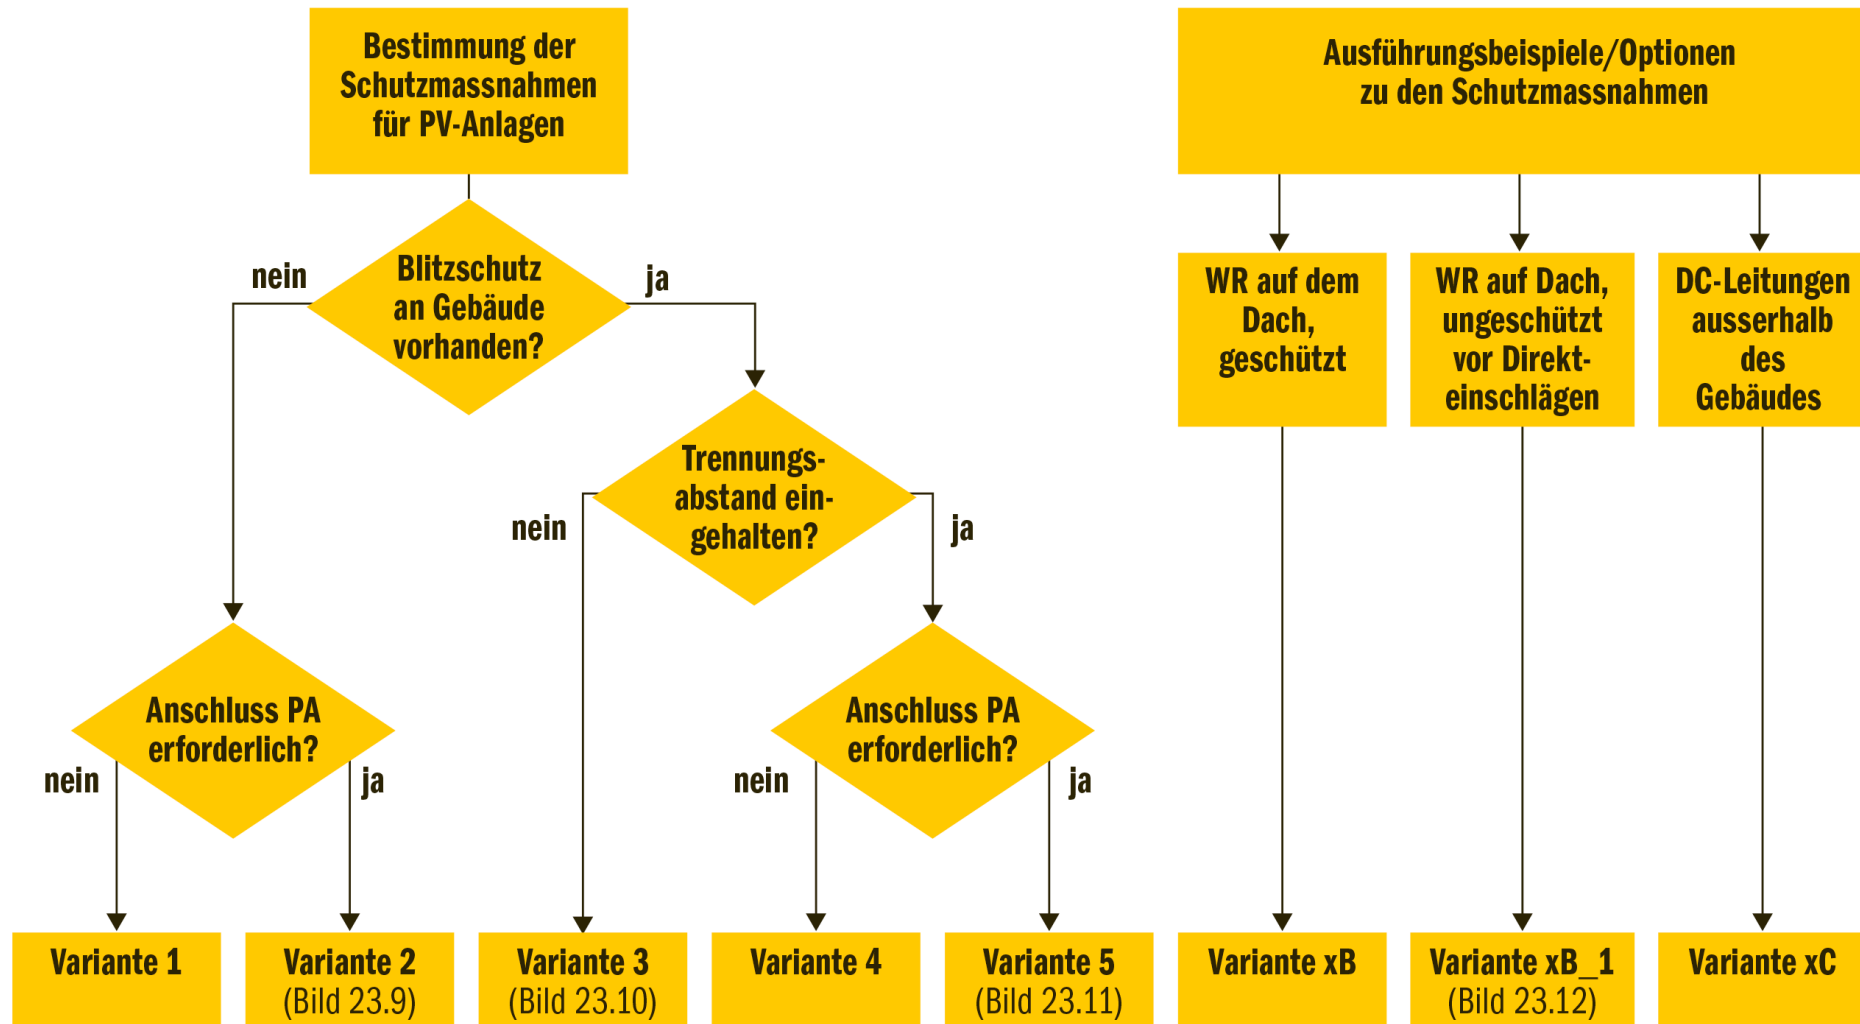 Bestimmung der
Schutzmassnahmen
für PV-Anlagen
Blitzschutz
an Gebäude
vorhanden?
nein
ja
Trennungs-
abstand ein-
gehalten?
nein
ja
Anschluss PA
erforderlich?
nein
ja
Anschluss PA
erforderlich?
nein
ja
Variante 1
Variante 2
(Bild 23.9)
Variante 3
(Bild 23.10)
Variante 4
Variante 5
(Bild 23.11)
Ausführungsbeispiele/Optionen
zu den Schutzmassnahmen
WR auf dem
Dach,
geschützt
WR auf Dach,
ungeschützt
vor Direkt-
einschlägen
DC-Leitungen
ausserhalb
des
Gebäudes
Variante xB
Variante xB_1
(Bild 23.12)
Variante xC